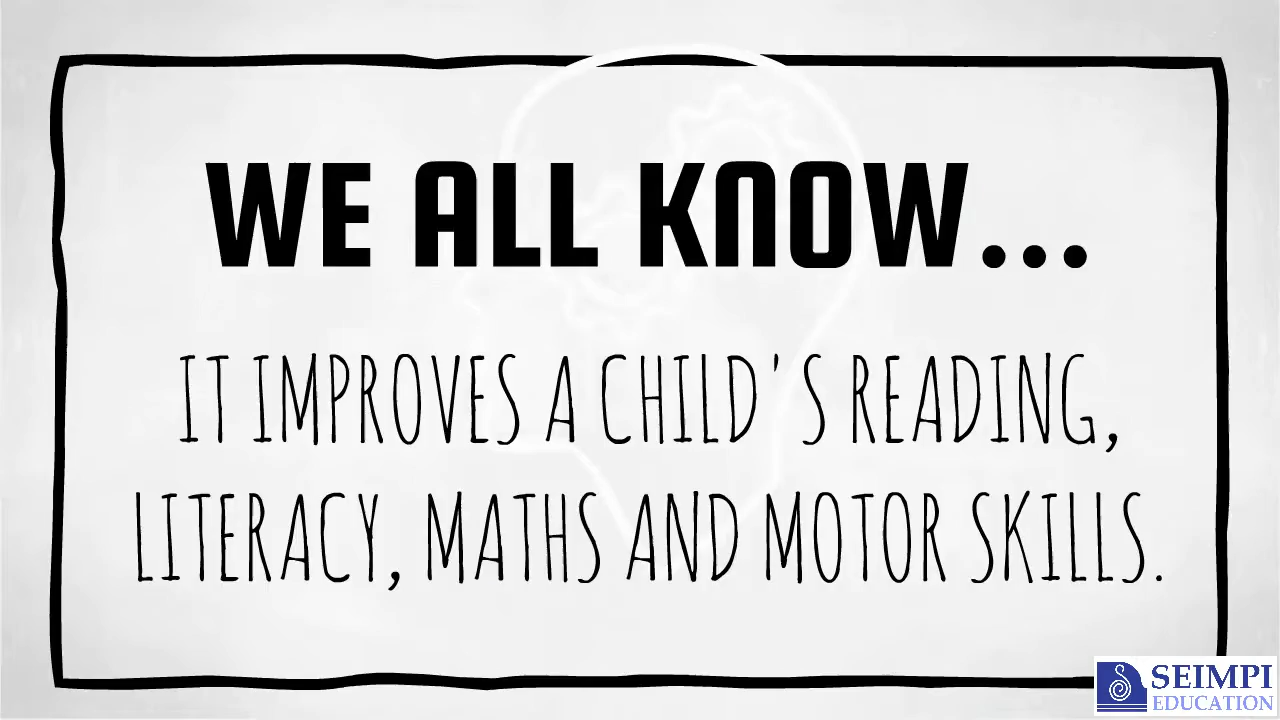 WE ALL KNOW...
IT IMPROVES A CHILD'S READING,
LITERACY, MATHS AND MOTOR SKILLS.
SEIMPI
EDUCATION